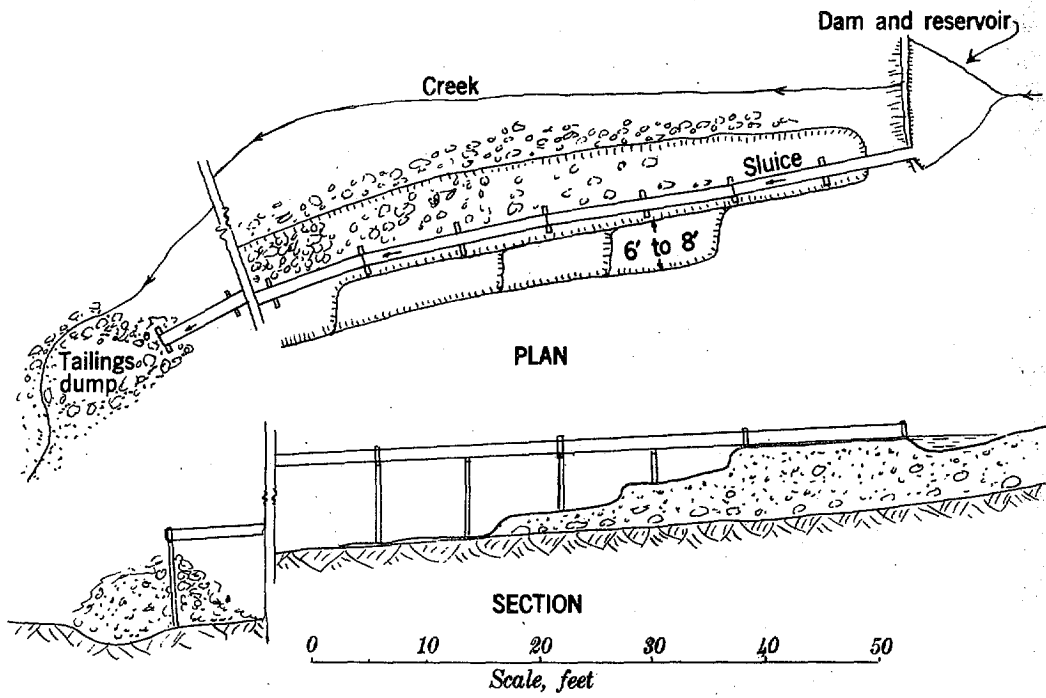 Dam and reservoir
Creek
Sluice
6' to 8'
PLAN
Tailings
dump
SECTION
0 10 20 30 40 50
Scale, feet